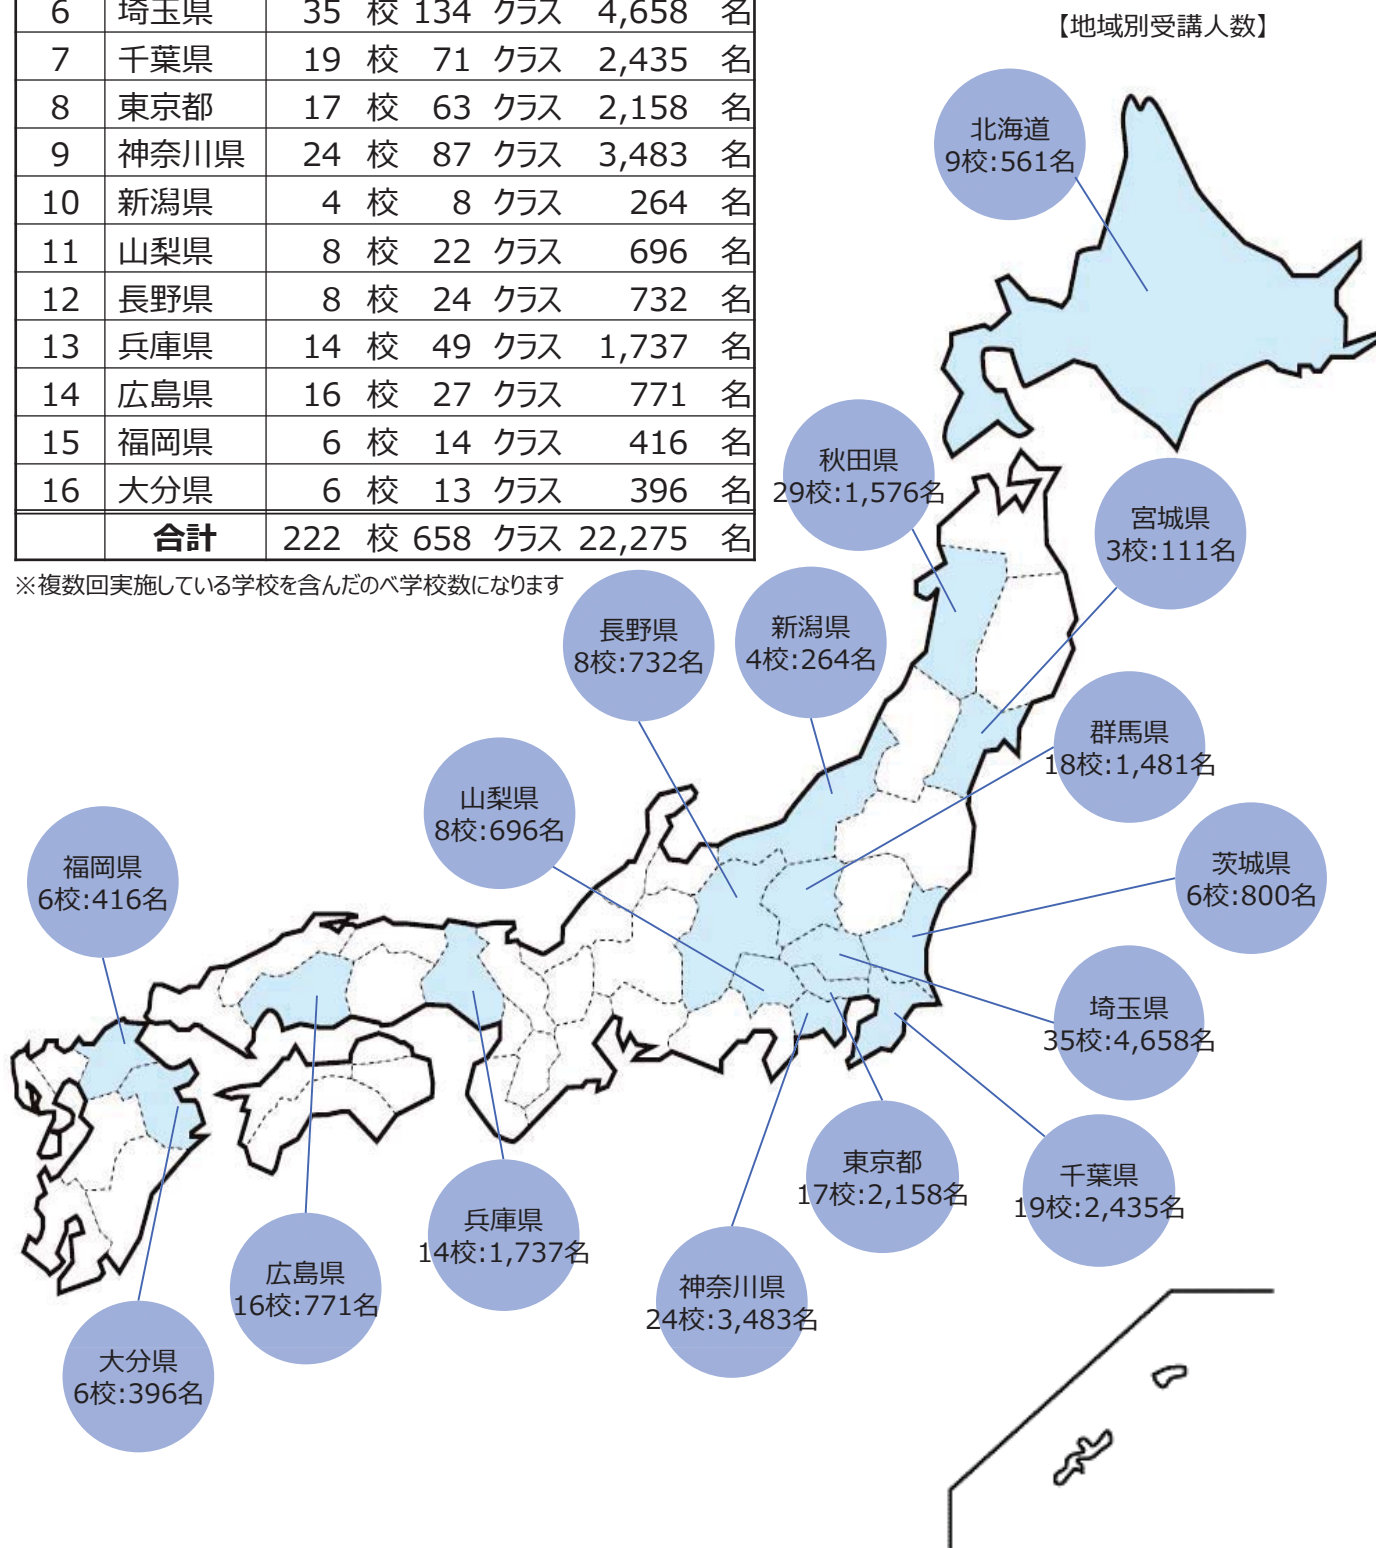 6 埼玉県 35 校 134 クラス 4,658 名
7 千葉県 19 校 71 クラス 2,435 名
8 東京都 17 校 63 クラス 2,158 名
9 神奈川県 24 校 87 クラス 3,483 名
10 新潟県 4 校 8 クラス 264 名
11 山梨県 8 校 22 クラス 696 名
12 長野県 8 校 24 クラス 732 名
13 兵庫県 14 校 49 クラス 1,737 名
14 広島県 16 校 27 クラス 771 名
15 福岡県 6 校 14 クラス 416 名
16 大分県 6 校 13 クラス 396 名
合計 222 校 658 クラス 22,275 名
※複数回実施している学校を含んだのべ学校数になります
【地域別受講人数】
北海道
9校:561名
秋田県
29校:1,576名
宮城県
3校:111名
長野県
8校:732名
新潟県
4校:264名
群馬県
18校:1,481名
山梨県
8校:696名
福岡県
6校:416名
茨城県
6校:800名
埼玉県
35校:4,658名
東京都
17校:2,158名
千葉県
19校:2,435名
兵庫県
14校:1,737名
広島県
16校:771名
神奈川県
24校:3,483名
大分県
6校:396名